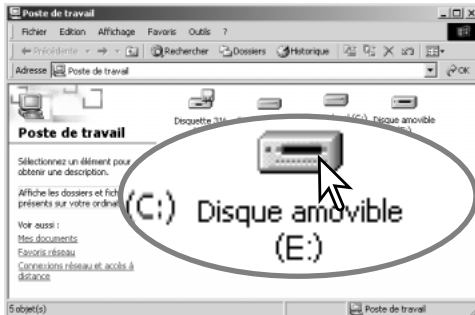 Poste de travail
Fichier Edition Affichage Favoris Outils ?
Précédente Rechercher Dossiers Historique
Adresse Poste de travail OK
Poste de travail
Disquette 3½ (C:) Disque amovible
(E:)
Sélectionnez un élément pour
obtenir une description.
Affiche les dossiers et fich
présents sur votre ordinat
Voir aussi :
Mes documents
Favoris réseau
Connexions réseau et accès à
distance
(C:) Disque amovible
(E:)
5 objet(s) Poste de travail